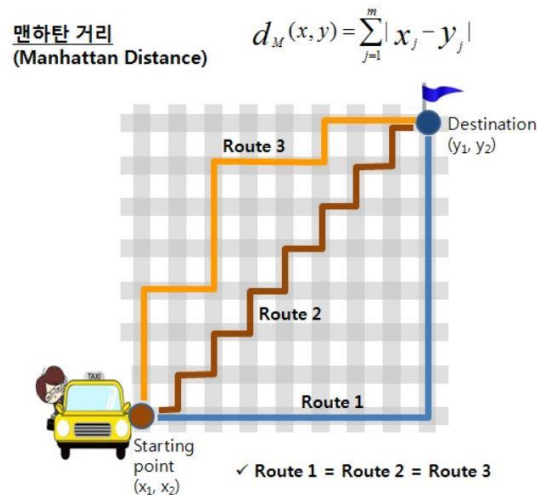 맨하탄 거리
(Manhattan Distance)
d_M(x, y) = \sum_{j=1}^{m} | x_j - y_j |
Destination
(y₁, y₂)
Route 3
Route 2
Route 1
TAXI
Starting
point
(x₁, x₂)
✓ Route 1 = Route 2 = Route 3